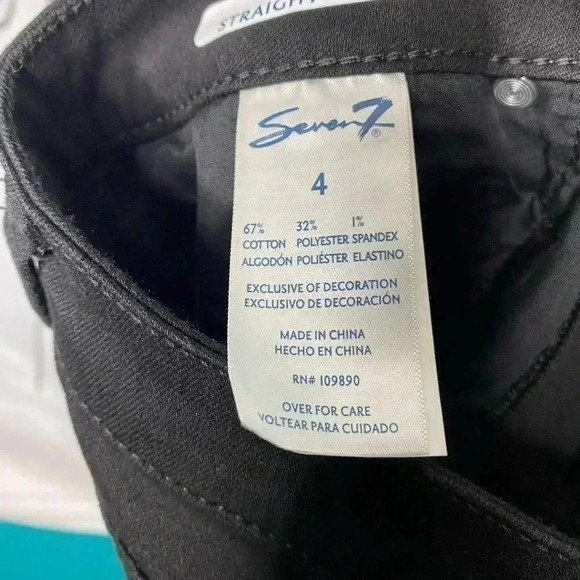 STRAIGHT
Seven7®
4
67% 32% 1%
COTTON POLYESTER SPANDEX
ALGODÓN POLIÉSTER ELASTINO
EXCLUSIVE OF DECORATION
EXCLUSIVO DE DECORACIÓN
MADE IN CHINA
HECHO EN CHINA
RN# 109890
OVER FOR CARE
VOLTEAR PARA CUIDADO